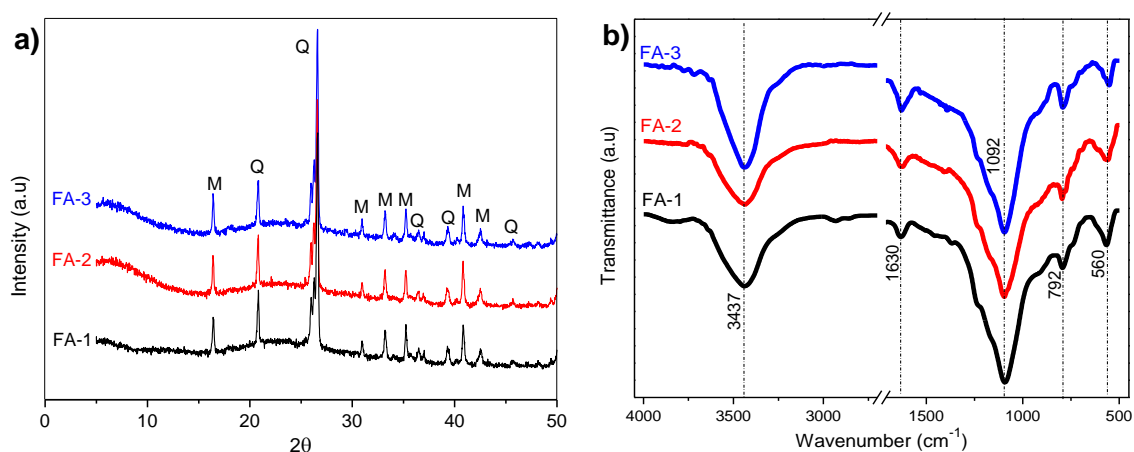 a)
Intensity (a.u)
FA-3
FA-2
FA-1
M
Q
Q
M
M
M
Q
Q
M
M
Q
0
10
20
30
40
50
2θ
b)
Transmittance (a.u)
FA-3
FA-2
FA-1
3437
1630
1092
792
560
4000
3500
3000
1500
1000
500
Wavenumber (cm⁻¹)